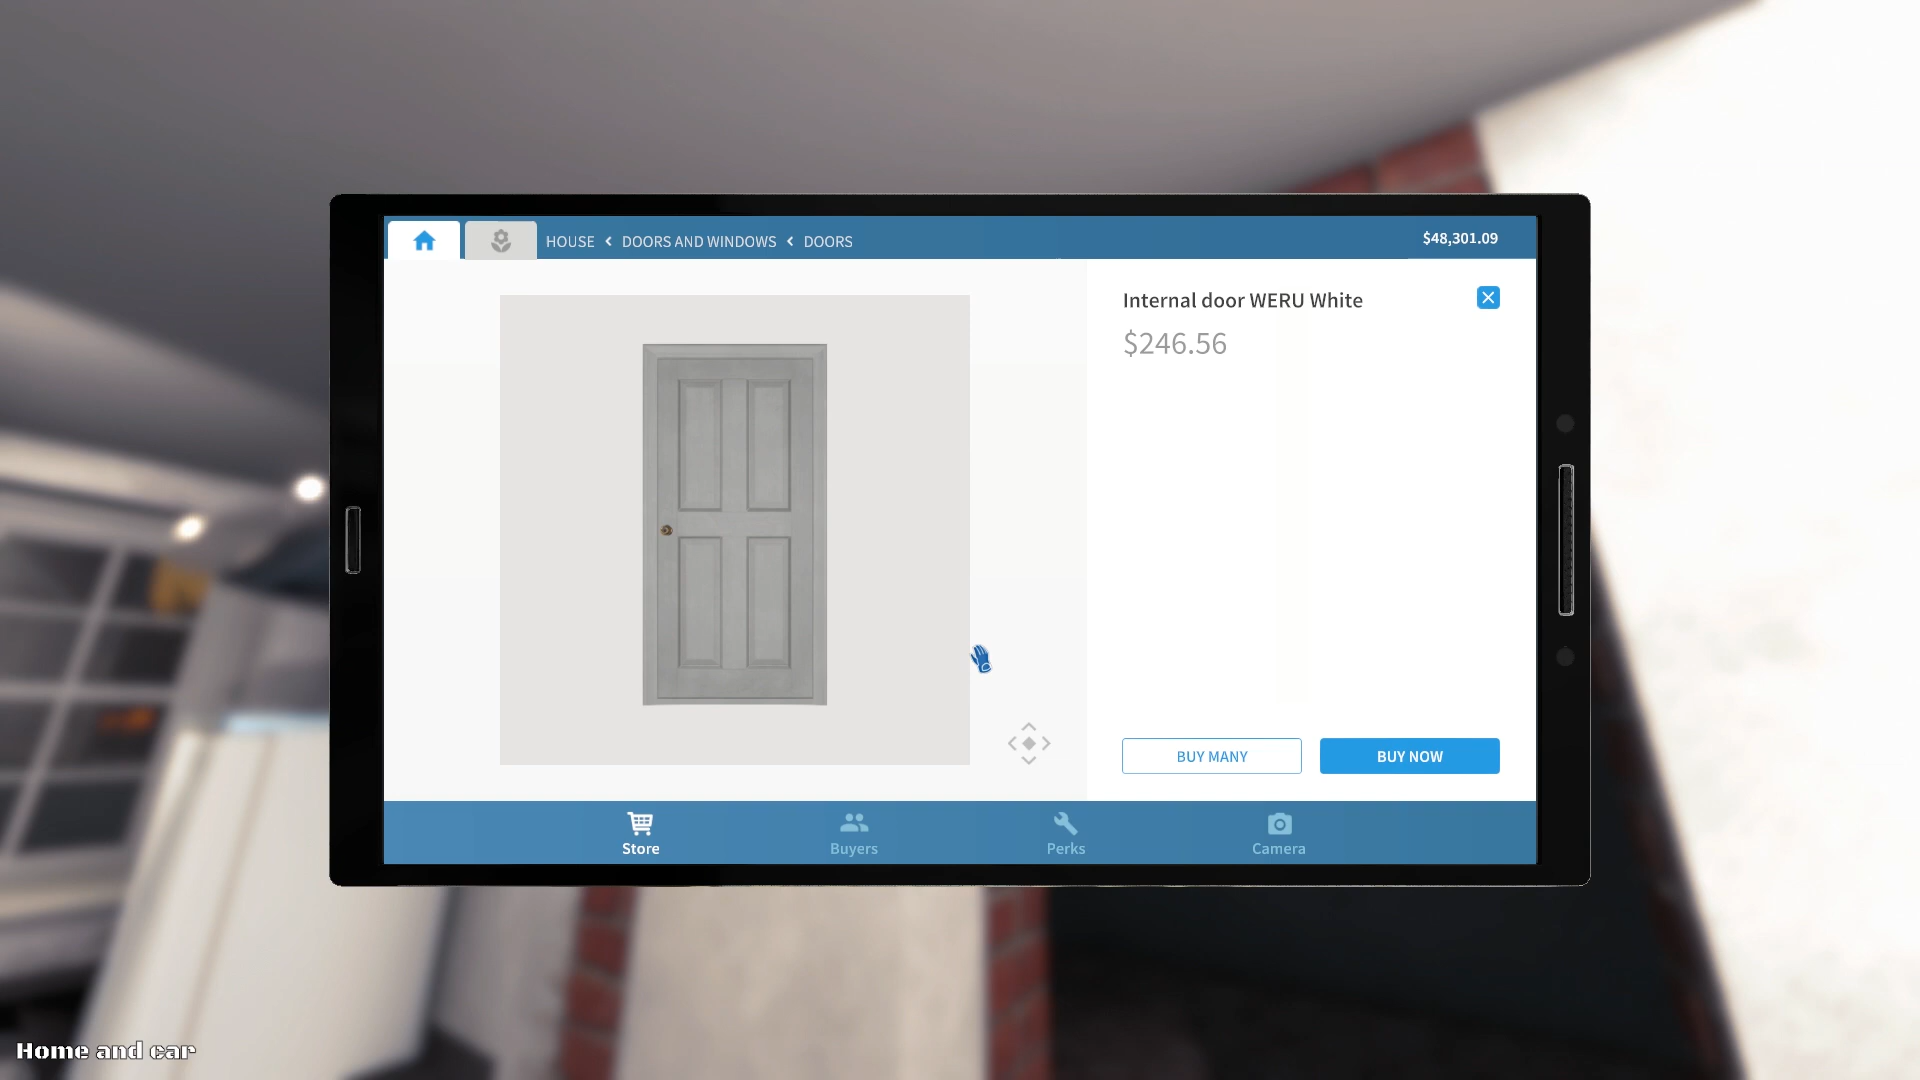 HOUSE < DOORS AND WINDOWS < DOORS
$48,301.09
Internal door WERU White
$246.56
BUY MANY
BUY NOW
Store
Buyers
Perks
Camera
Home and car